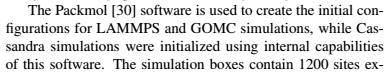 The Packmol [30] software is used to create the initial con-
figurations for LAMMPS and GOMC simulations, while Cas-
sandra simulations were initialized using internal capabilities
of this software. The simulation boxes contain 1200 sites ex-